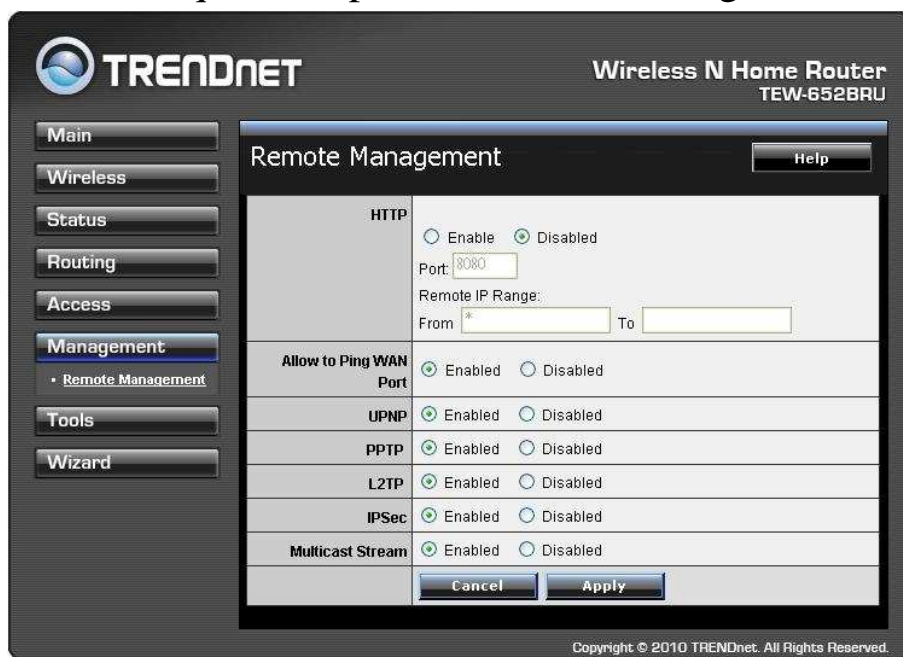 TRENDNET
Wireless N Home Router
TEW-652BRU
Main
Wireless
Status
Routing
Access
Management
• Remote Management
Tools
Wizard
Remote Management
Help
HTTP
Enable Disabled
Port: 8080
Remote IP Range:
From * To
Allow to Ping WAN
Port
Enabled Disabled
UPNP Enabled Disabled
PPTP Enabled Disabled
L2TP Enabled Disabled
IPSec Enabled Disabled
Multicast Stream Enabled Disabled
Cancel Apply
Copyright © 2010 TRENDnet. All Rights Reserved.